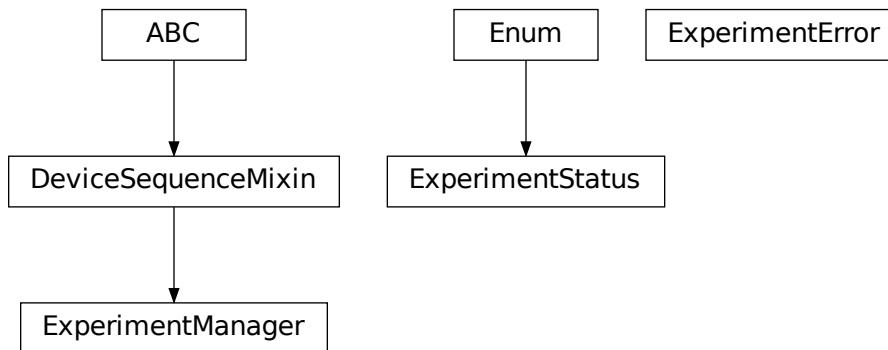 ABC
Enum
ExperimentError
DeviceSequenceMixin
ExperimentStatus
ExperimentManager